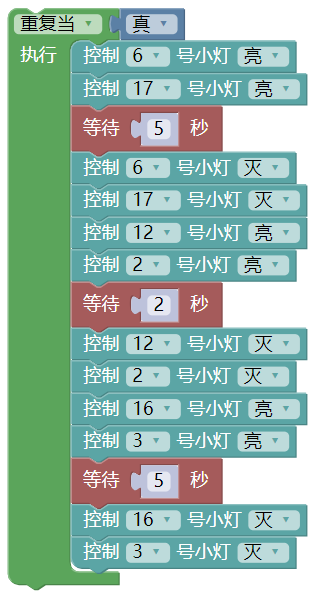 重复当 真
执行 控制 6 号小灯 亮
控制 17 号小灯 亮
等待 5 秒
控制 6 号小灯 灭
控制 17 号小灯 灭
控制 12 号小灯 亮
控制 2 号小灯 亮
等待 2 秒
控制 12 号小灯 灭
控制 2 号小灯 灭
控制 16 号小灯 亮
控制 3 号小灯 亮
等待 5 秒
控制 16 号小灯 灭
控制 3 号小灯 灭